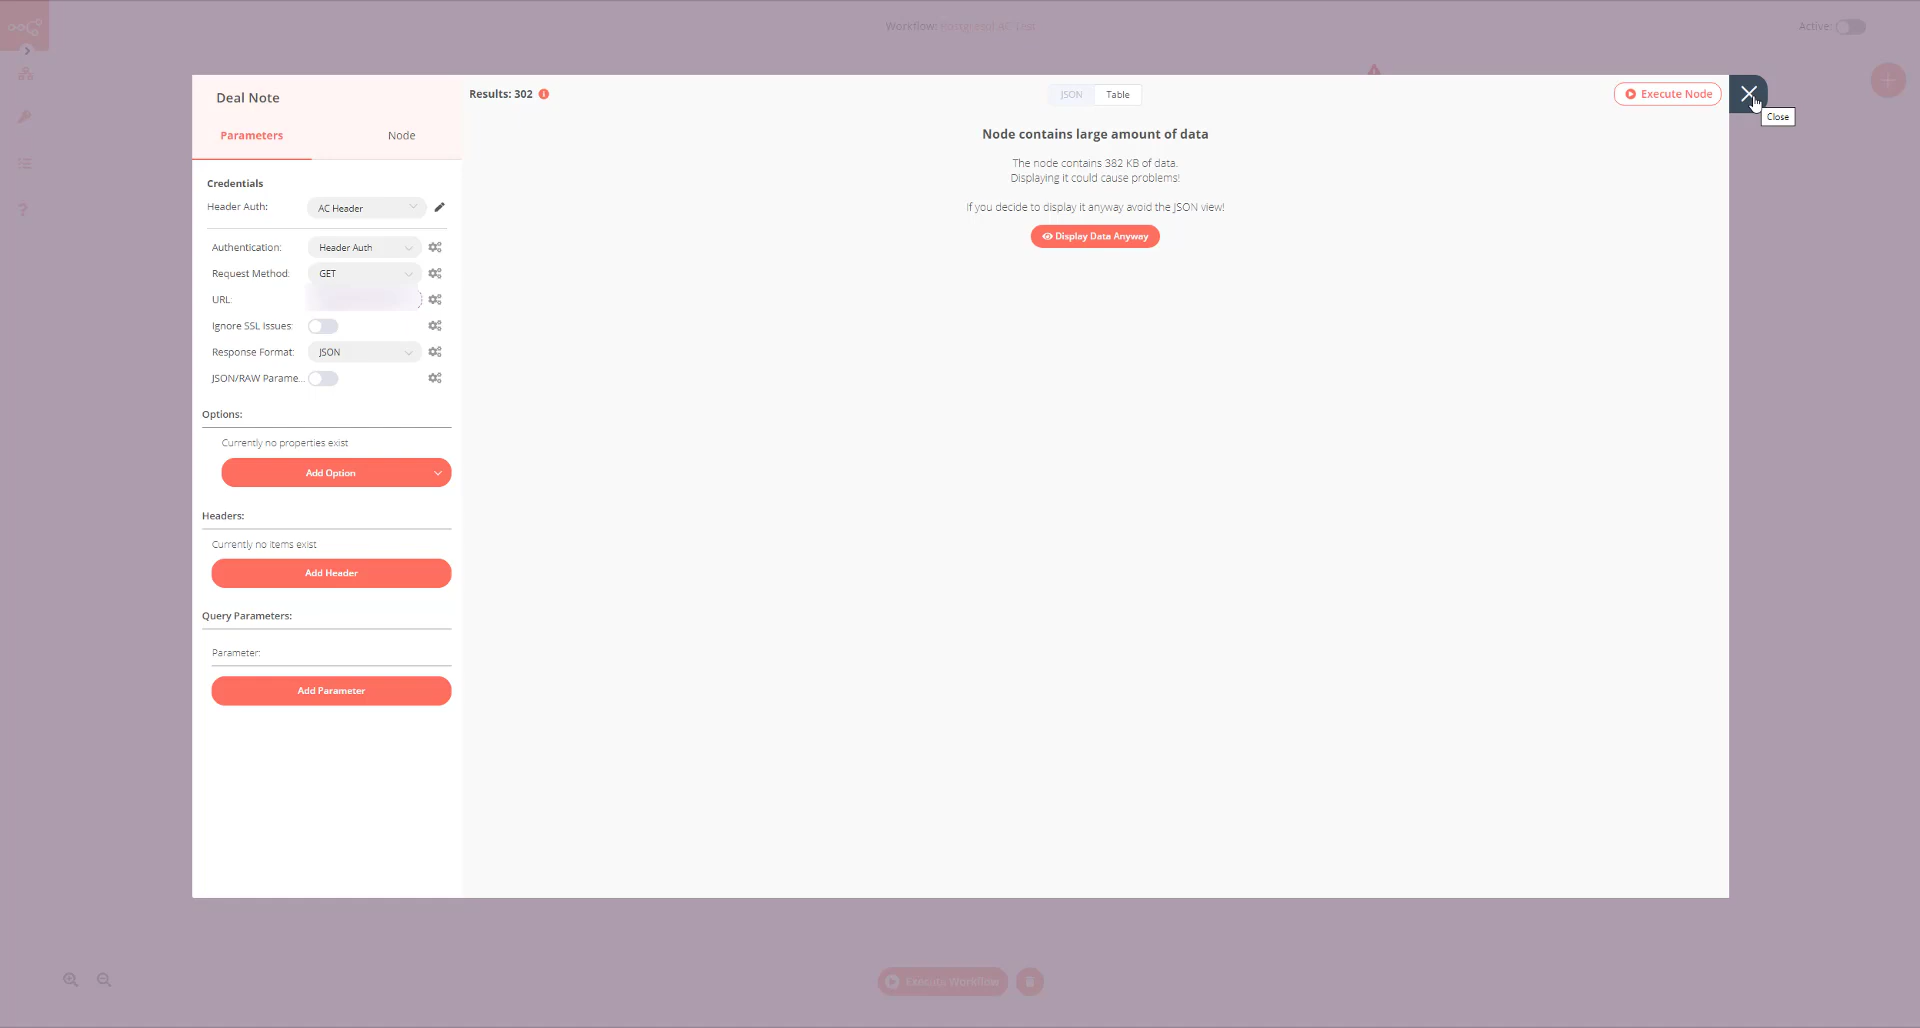 Workflow: Postgresql AC Test
Active:
Deal Note
Parameters
Node
Results: 302
JSON
Table
Execute Node
Close
Node contains large amount of data
The node contains 382 KB of data.
Displaying it could cause problems!
If you decide to display it anyway avoid the JSON view!
Display Data Anyway
Credentials
Header Auth:
AC Header
Authentication:
Header Auth
Request Method:
GET
URL:
Ignore SSL Issues:
Response Format:
JSON
JSON/RAW Parame...
Options:
Currently no properties exist
Add Option
Headers:
Currently no items exist
Add Header
Query Parameters:
Parameter:
Add Parameter
Execute Workflow